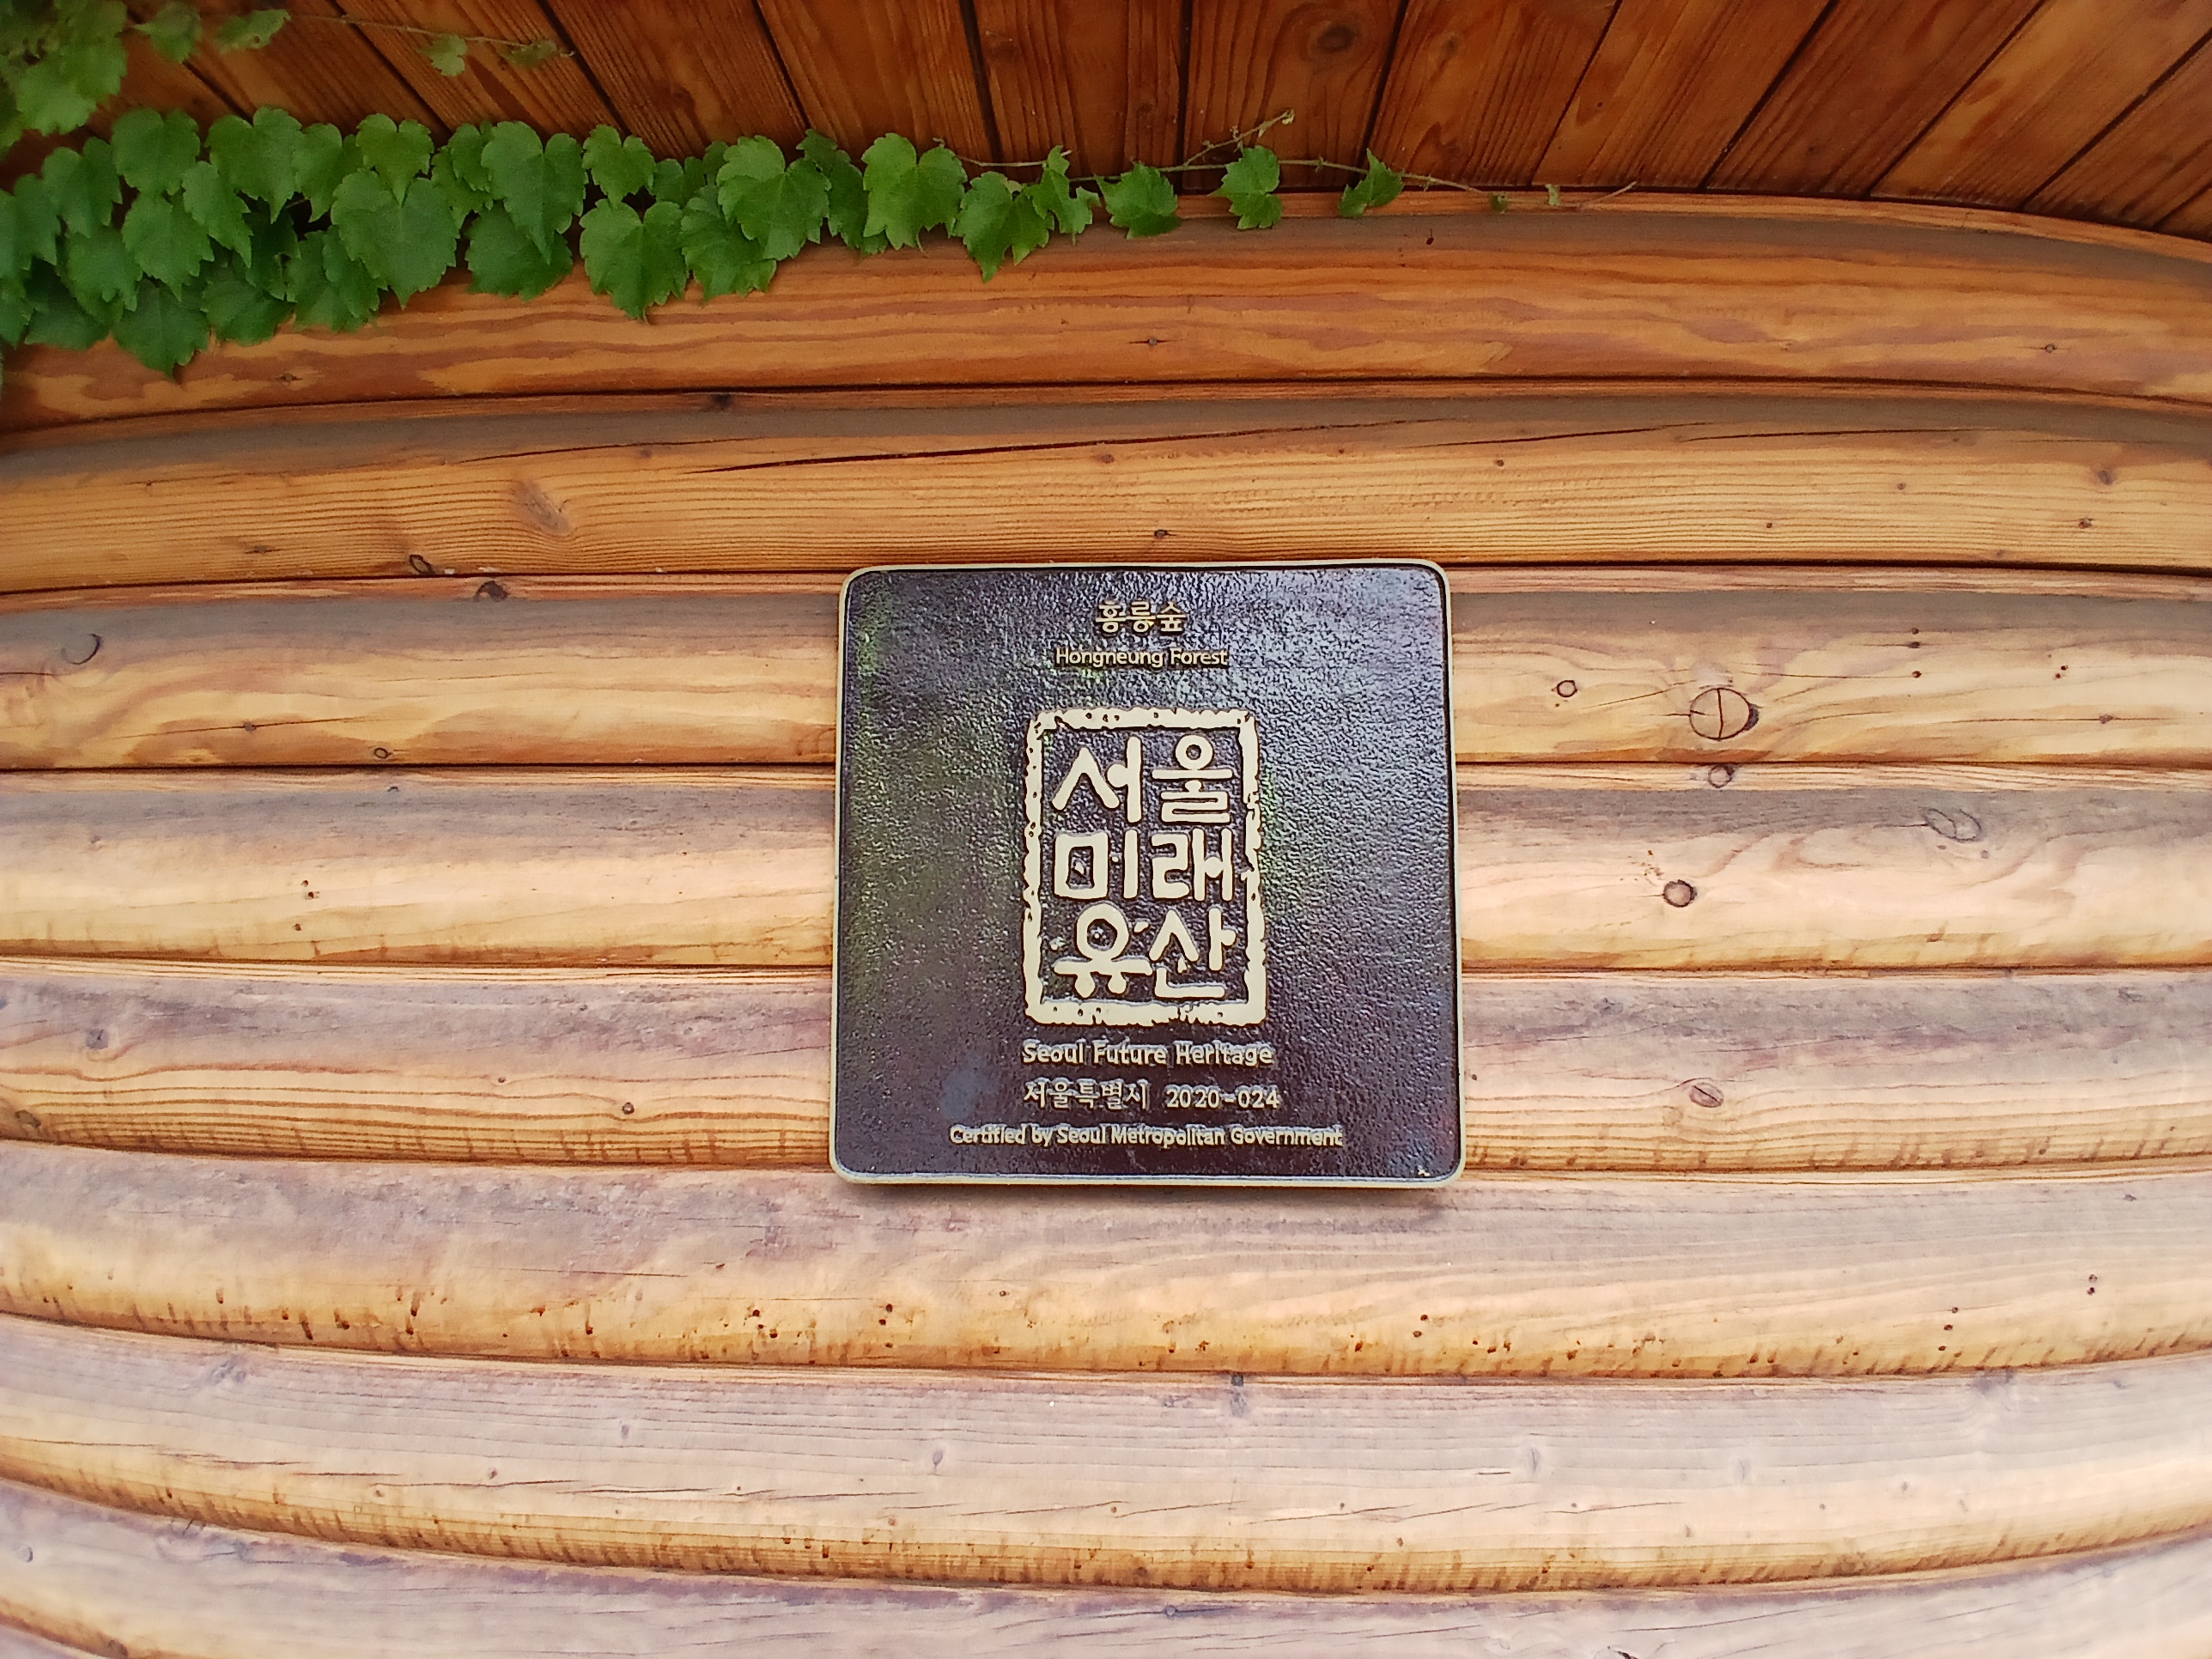 홍릉숲
Hongneung Forest
서울
미래
유산
Seoul Future Heritage
서울특별시 2020-024
Certified by Seoul Metropolitan Government